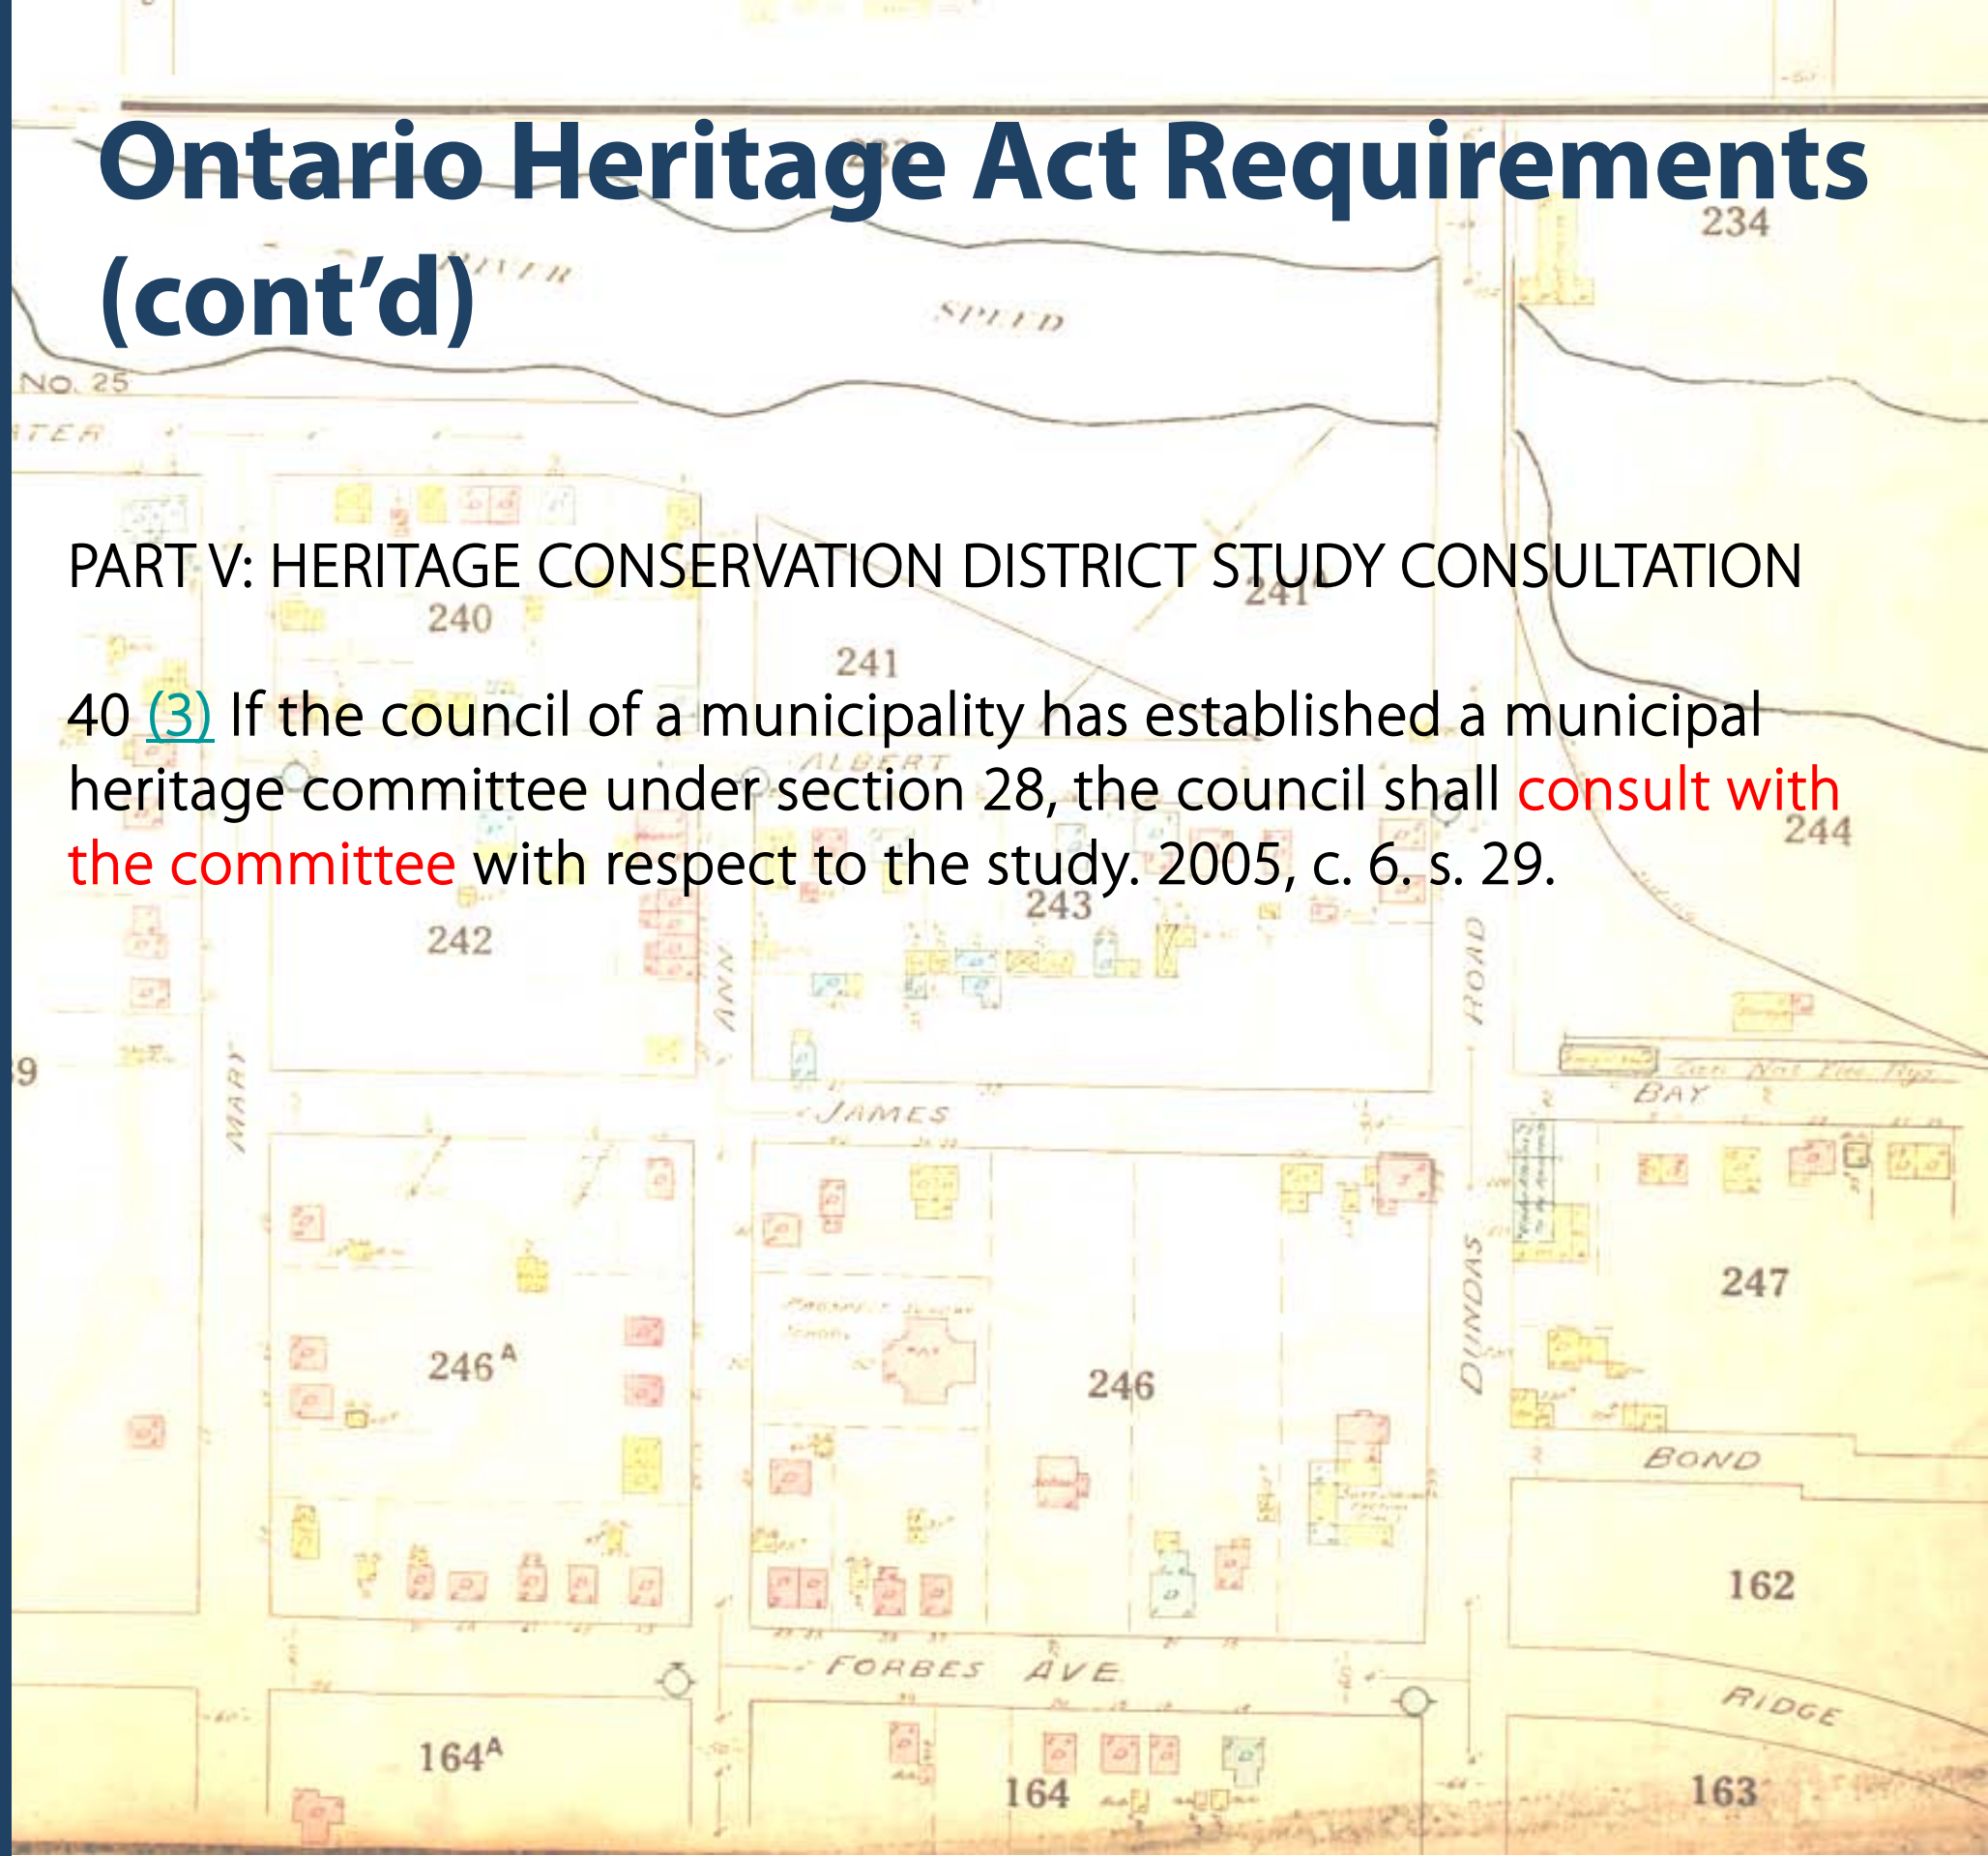 Ontario Heritage Act Requirements
(cont’d)
234
RIVER
SPEED
No. 25
PART V: HERITAGE CONSERVATION DISTRICT STUDY CONSULTATION
240
241ᴬ
241
40 (3) If the council of a municipality has established a municipal
ALBERT
heritage committee under section 28, the council shall consult with
244
the committee with respect to the study. 2005, c. 6. s. 29.
243
242
ANN
ROAD
MARY
BAY
JAMES
DUNDAS
247
246ᴬ
246
BOND
162
FORBES AVE.
RIDGE
164ᴬ
164
163